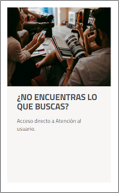 ¿NO ENCUENTRAS LO
QUE BUSCAS?
Acceso directo a Atención al
usuario.